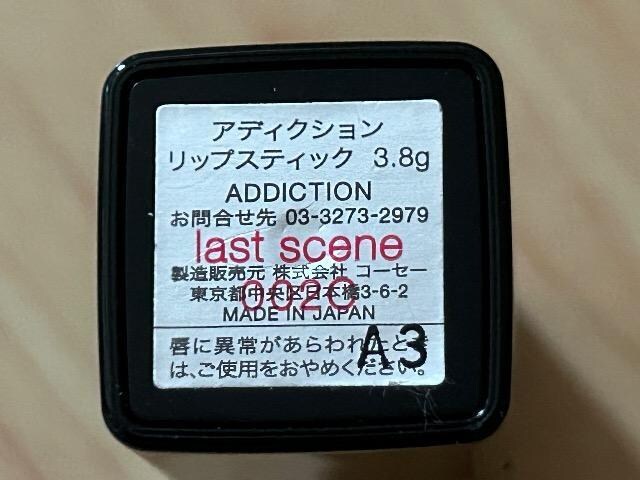 アディクション
リップスティック 3.8g
ADDICTION
お問合せ先 03-3273-2979
last scene
製造販売元 株式会社 コーセー
002C
東京都中央区日本橋3-6-2
MADE IN JAPAN
唇に異常があらわれたとき
は、ご使用をおやめください。
A3